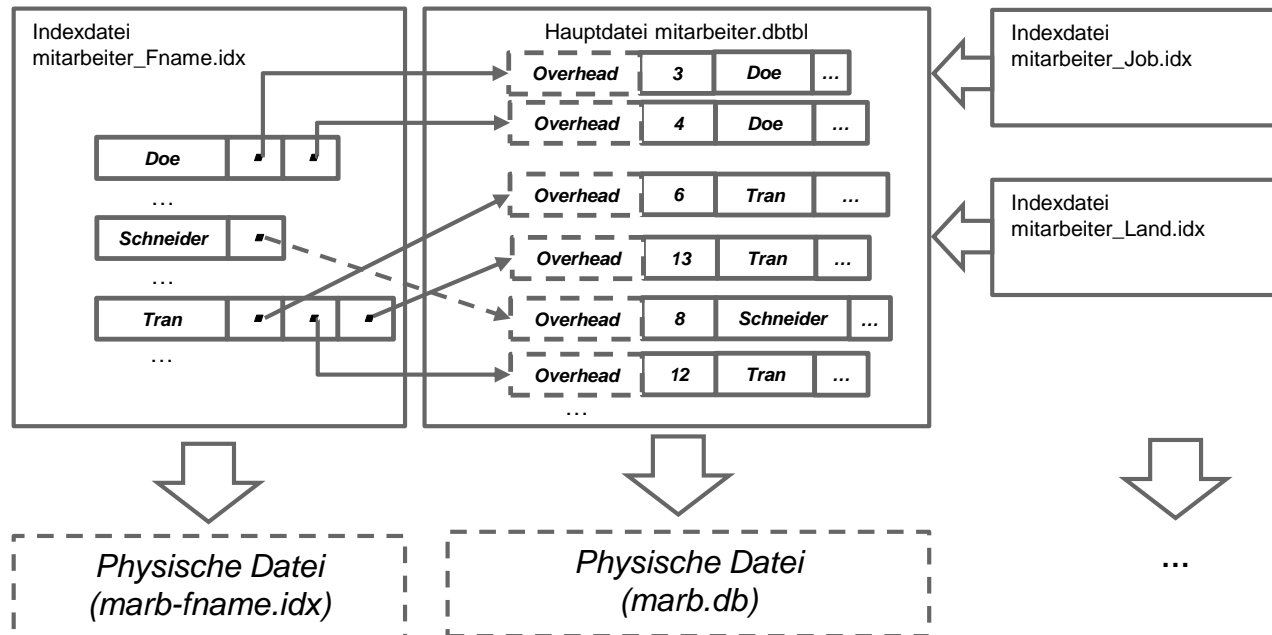 Indexdatei
mitarbeiter_Fname.idx
Doe
...
Schneider
...
Tran
...
Hauptdatei mitarbeiter.dbtbl
Overhead 3 Doe ...
Overhead 4 Doe ...
Overhead 6 Tran ...
Overhead 13 Tran ...
Overhead 8 Schneider ...
Overhead 12 Tran ...
...
Indexdatei
mitarbeiter_Job.idx
Indexdatei
mitarbeiter_Land.idx
Physische Datei
(marb-fname.idx)
Physische Datei
(marb.db)
...